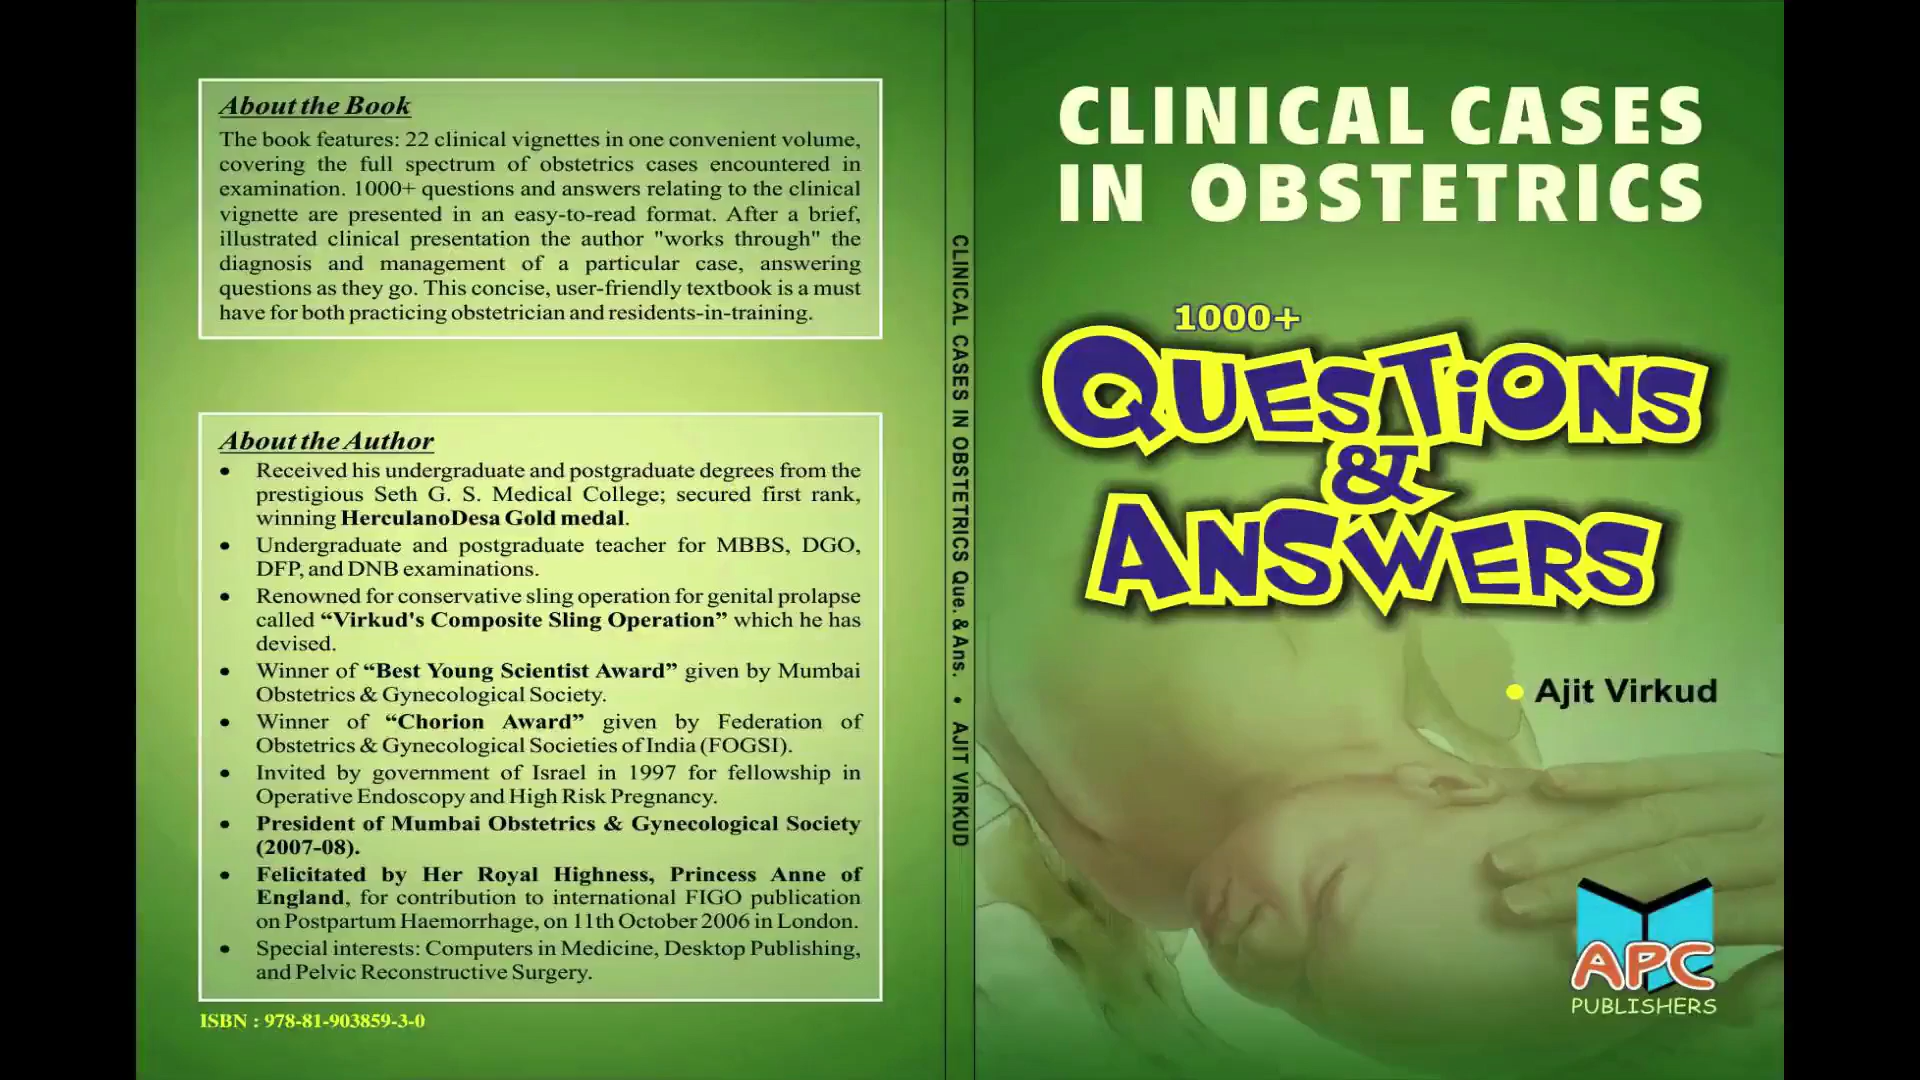 About the Book
The book features: 22 clinical vignettes in one convenient volume,
covering the full spectrum of obstetrics cases encountered in
examination. 1000+ questions and answers relating to the clinical
vignette are presented in an easy-to-read format. After a brief,
illustrated clinical presentation the author "works through" the
diagnosis and management of a particular case, answering
questions as they go. This concise, user-friendly textbook is a must
have for both practicing obstetrician and residents-in-training.
About the Author
• Received his undergraduate and postgraduate degrees from the
prestigious Seth G. S. Medical College; secured first rank,
winning HerculanoDesa Gold medal.
• Undergraduate and postgraduate teacher for MBBS, DGO,
DFP, and DNB examinations.
• Renowned for conservative sling operation for genital prolapse
called “Virkud's Composite Sling Operation” which he has
devised.
• Winner of “Best Young Scientist Award” given by Mumbai
Obstetrics & Gynecological Society.
• Winner of “Chorion Award” given by Federation of
Obstetrics & Gynecological Societies of India (FOGSI).
• Invited by government of Israel in 1997 for fellowship in
Operative Endoscopy and High Risk Pregnancy.
• President of Mumbai Obstetrics & Gynecological Society
(2007-08).
• Felicitated by Her Royal Highness, Princess Anne of
England, for contribution to international FIGO publication
on Postpartum Haemorrhage, on 11th October 2006 in London.
• Special interests: Computers in Medicine, Desktop Publishing,
and Pelvic Reconstructive Surgery.
ISBN : 978-81-903859-3-0
CLINICAL CASES IN OBSTETRICS Que. & Ans. • AJIT VIRKUD
CLINICAL CASES
IN OBSTETRICS
1000+
QUESTiONS
&
ANSWERS
• Ajit Virkud
APC
PUBLISHERS